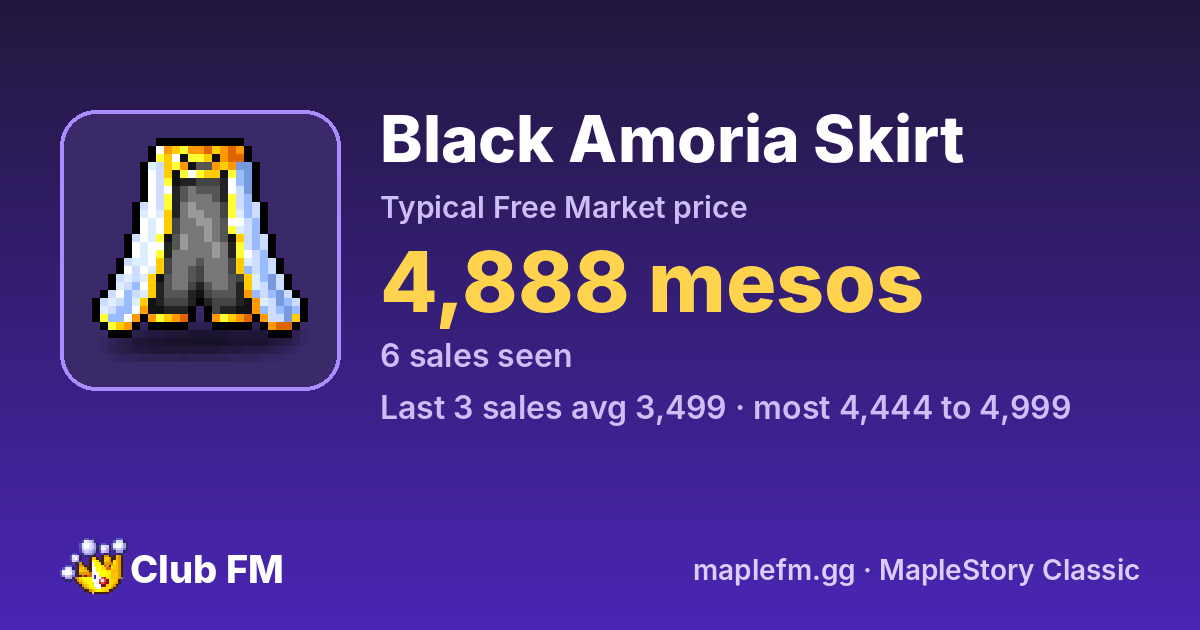 Black Amoria Skirt
Typical Free Market price
4,888 mesos
6 sales seen
Last 3 sales avg 3,499 · most 4,444 to 4,999
Club FM
maplefm.gg · MapleStory Classic